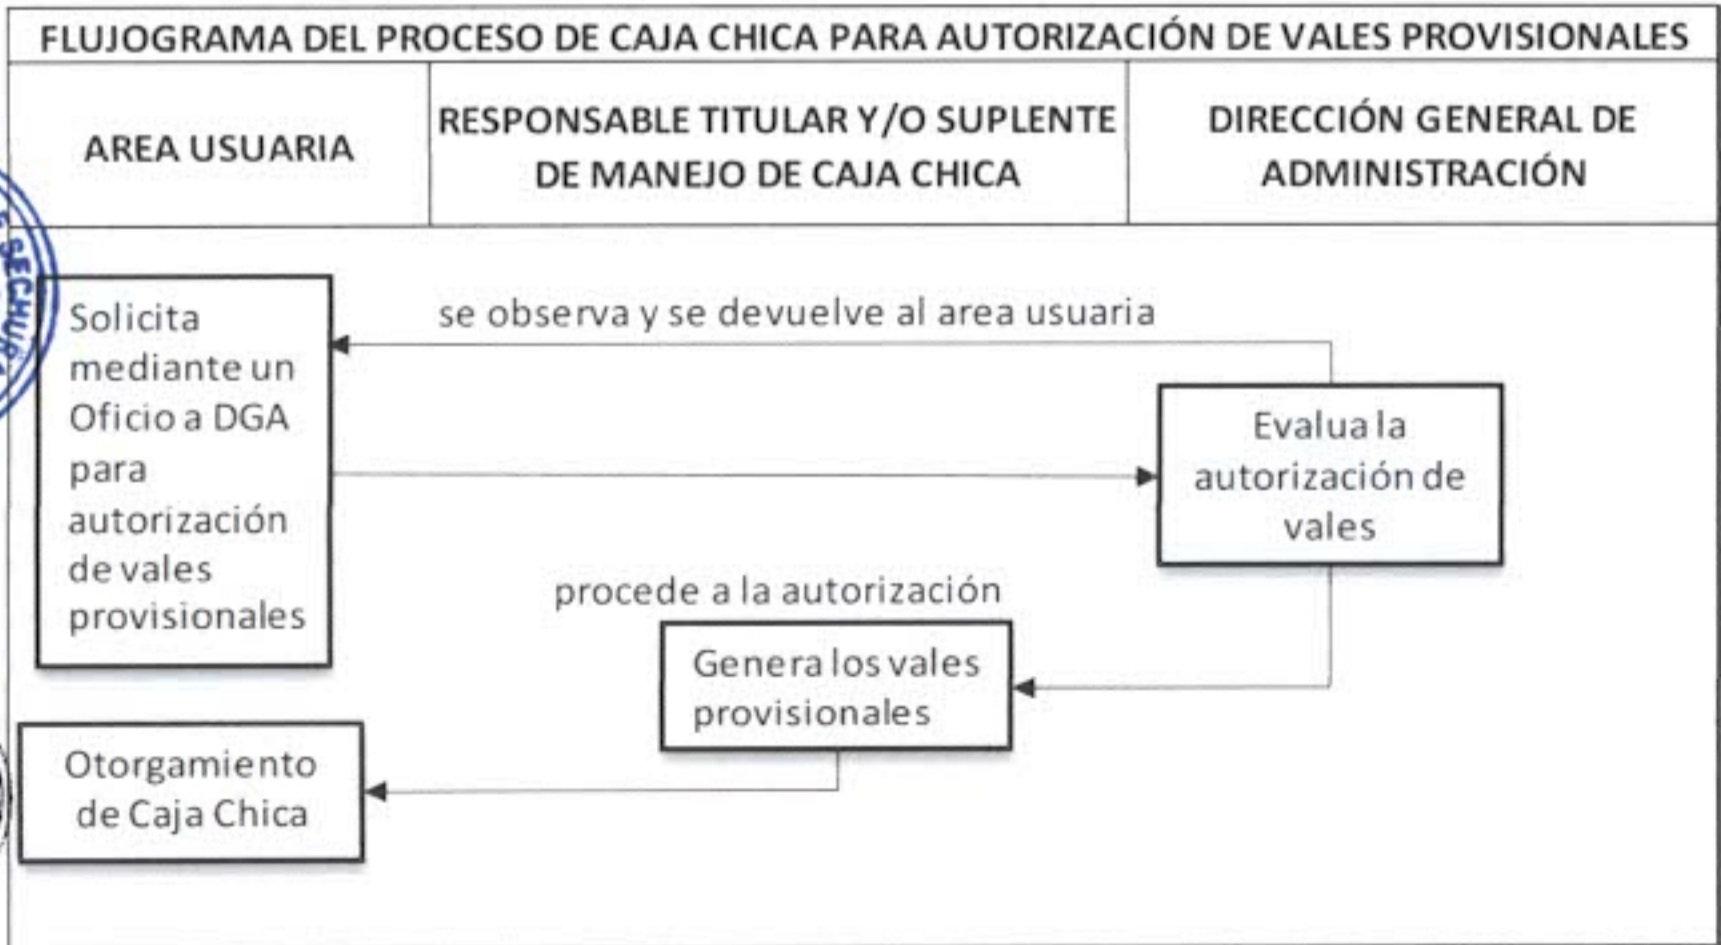 FLUJOGRAMA DEL PROCESO DE CAJA CHICA PARA AUTORIZACIÓN DE VALES PROVISIONALES
AREA USUARIA
RESPONSABLE TITULAR Y/O SUPLENTE
DE MANEJO DE CAJA CHICA
DIRECCIÓN GENERAL DE
ADMINISTRACIÓN
SECHURA
Solicita
mediante un
Oficio a DGA
para
autorización
de vales
provisionales
se observa y se devuelve al area usuaria
Evalua la
autorización de
vales
procede a la autorización
Genera los vales
provisionales
Otorgamiento
de Caja Chica